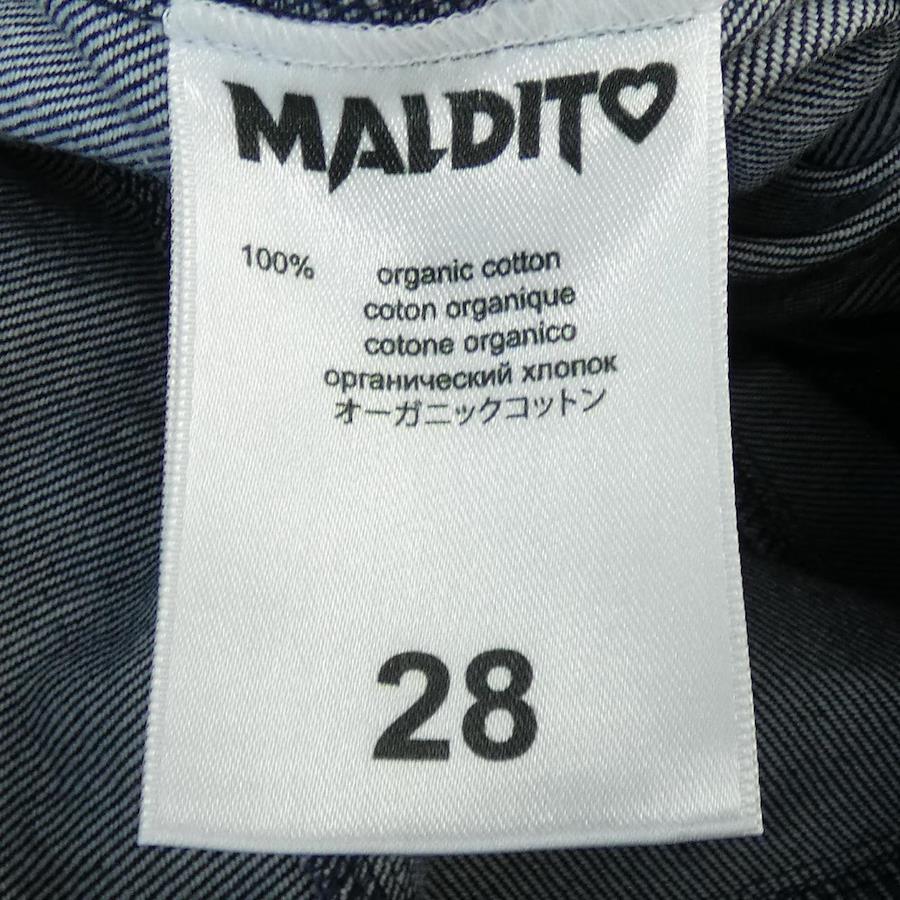 MALDITO
100% organic cotton
coton organique
cotone organico
органический хлопок
オーガニックコットン
28